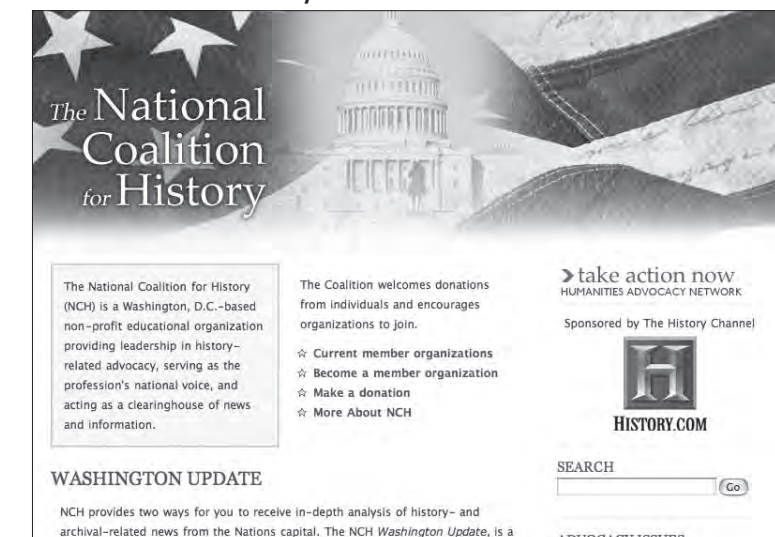 The National
Coalition
for History
The National Coalition for History
(NCH) is a Washington, D.C.-based
non-profit educational organization
providing leadership in history-
related advocacy, serving as the
profession's national voice, and
acting as a clearinghouse of news
and information.
The Coalition welcomes donations
from individuals and encourages
organizations to join.
☆ Current member organizations
☆ Become a member organization
☆ Make a donation
☆ More About NCH
take action now
HUMANITIES ADVOCACY NETWORK
Sponsored by The History Channel
H
HISTORY.COM
SEARCH
Go
WASHINGTON UPDATE
NCH provides two ways for you to receive in-depth analysis of history- and
archival-related news from the Nations capital. The NCH Washington Update, is a
ADVOCACY ISSUES